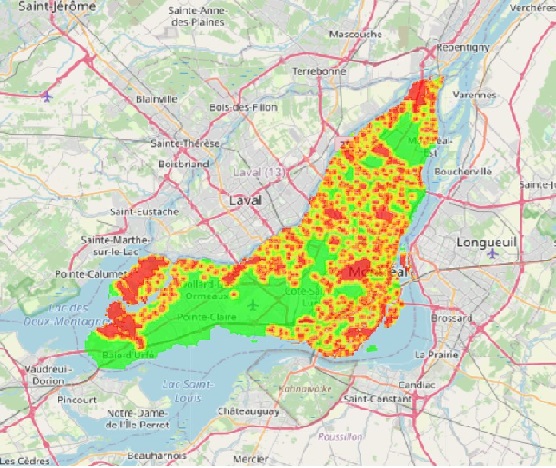 Saint-Jérôme
Sainte-Anne
des-Plaines
Verchères
Mascouche
Repentigny
Terrebonne
Blainville
Varennes
Bois-des-Filion
Sainte-Thérèse
Boisbriand
Laval (13)
Boucherville
Laval
Saint-Eustache
Sainte-Marthe-
sur-le-Lac
Longueuil
Pointe-Calumet
Montréal
Ormeaux
Pointe-Claire
Lac des
Deux-Montagnes
Brossard
Baie-d'Urfé
La Prairie
Vaudreuil-
Dorion
Lac Saint-
Louis
Candiac
Kahnawake
Pincourt
Saint-Constant
Notre-Dame-
de-l'Île-Perrot
Châteauguay
Roussillon
Les Cèdres
Beauharnois
Mercier